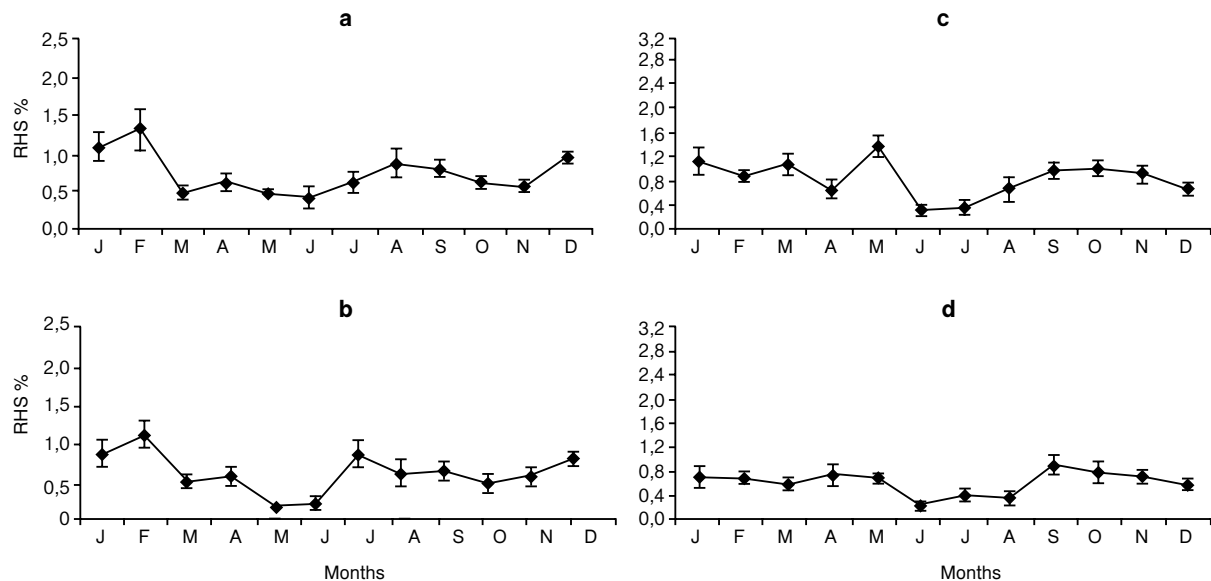 a
2,5
2,0
1,5
1,0
0,5
0,0
RHS %
J F M A M J J A S O N D
c
3,2
2,8
2,4
2,0
1,6
1,2
0,8
0,4
0,0
J F M A M J J A S O N D
b
2,5
2,0
1,5
1,0
0,5
0
RHS %
J F M A M J J A S O N D
Months
d
3,2
2,8
2,4
2,0
1,6
1,2
0,8
0,4
0,0
J F M A M J J A S O N D
Months